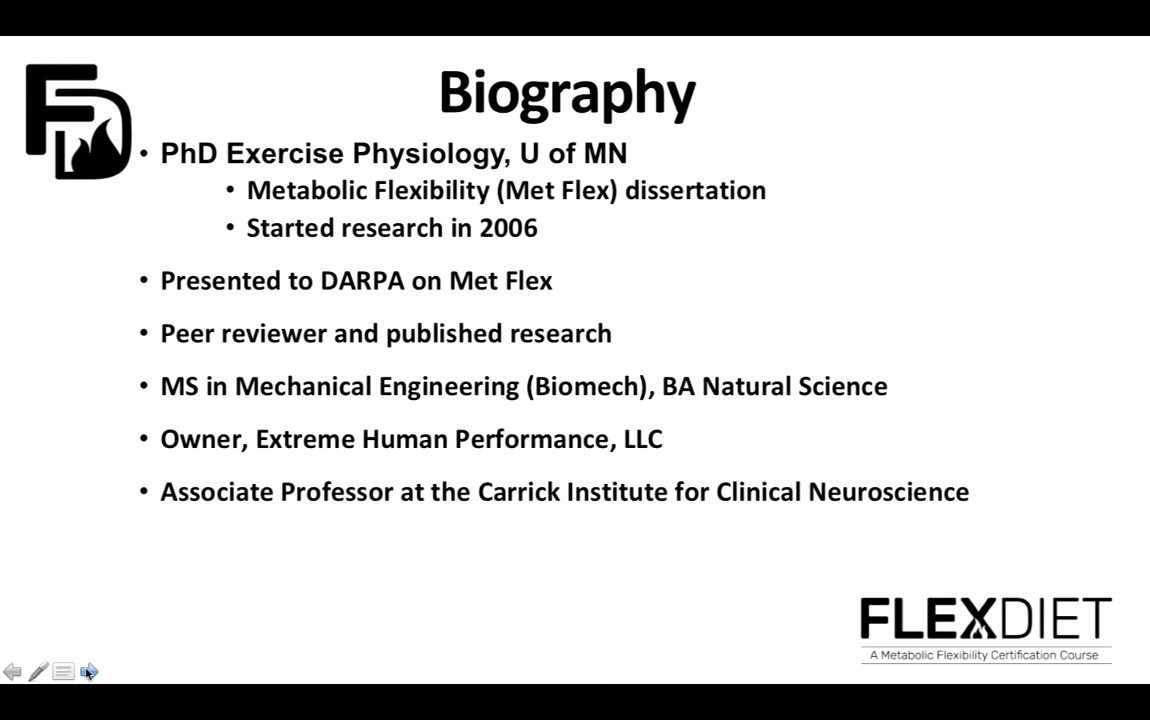 FD
Biography
• PhD Exercise Physiology, U of MN
• Metabolic Flexibility (Met Flex) dissertation
• Started research in 2006
• Presented to DARPA on Met Flex
• Peer reviewer and published research
• MS in Mechanical Engineering (Biomech), BA Natural Science
• Owner, Extreme Human Performance, LLC
• Associate Professor at the Carrick Institute for Clinical Neuroscience
FLEXDIET
A Metabolic Flexibility Certification Course